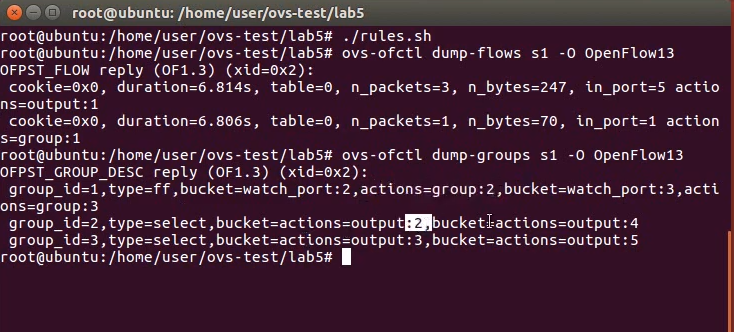 root@ubuntu: /home/user/ovs-test/lab5
root@ubuntu:/home/user/ovs-test/lab5# ./rules.sh
root@ubuntu:/home/user/ovs-test/lab5# ovs-ofctl dump-flows s1 -O OpenFlow13
OFPST_FLOW reply (OF1.3) (xid=0x2):
 cookie=0x0, duration=6.814s, table=0, n_packets=3, n_bytes=247, in_port=5 actio
ns=output:1
 cookie=0x0, duration=6.806s, table=0, n_packets=1, n_bytes=70, in_port=1 action
s=group:1
root@ubuntu:/home/user/ovs-test/lab5# ovs-ofctl dump-groups s1 -O OpenFlow13
OFPST_GROUP_DESC reply (OF1.3) (xid=0x2):
 group_id=1,type=ff,bucket=watch_port:2,actions=group:2,bucket=watch_port:3,acti
ons=group:3
 group_id=2,type=select,bucket=actions=output:2,bucket=actions=output:4
 group_id=3,type=select,bucket=actions=output:3,bucket=actions=output:5
root@ubuntu:/home/user/ovs-test/lab5#